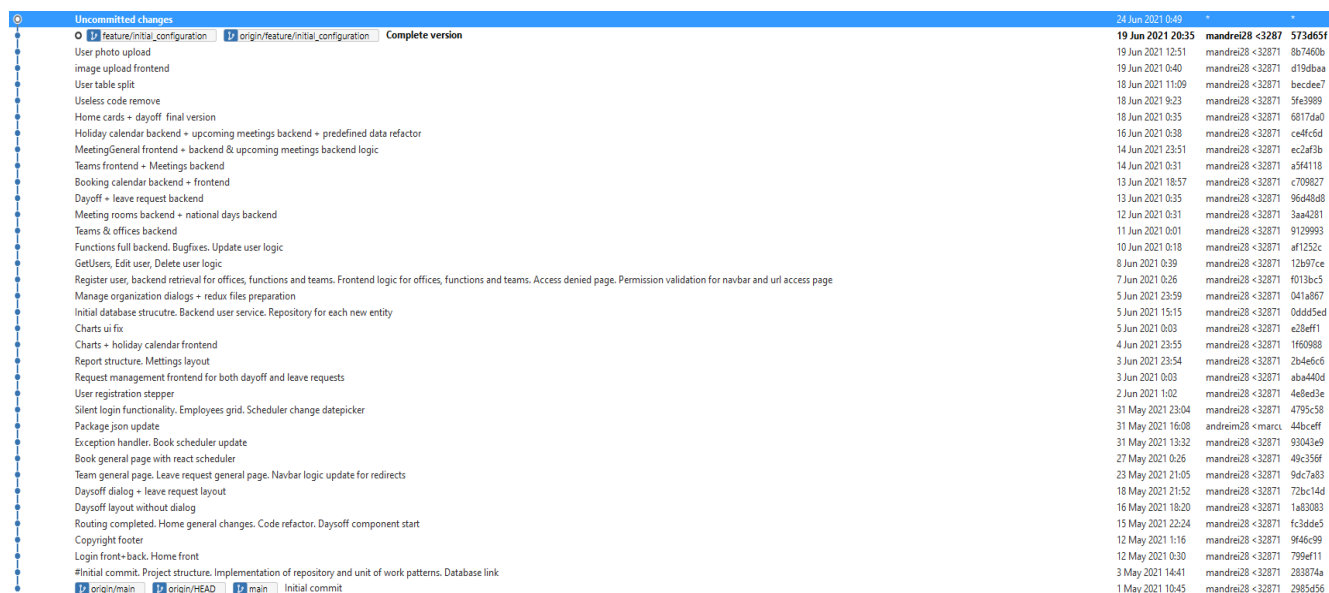 Uncommitted changes 24 Jun 2021 0:49 * *
feature/initial_configuration origin/feature/initial_configuration Complete version 19 Jun 2021 20:35 mandrei28 <3287 573d65f
User photo upload 19 Jun 2021 12:51 mandrei28 <32871 8b7460b
image upload frontend 19 Jun 2021 0:40 mandrei28 <32871 d19dbaa
User table split 18 Jun 2021 11:09 mandrei28 <32871 becdee7
Useless code remove 18 Jun 2021 9:23 mandrei28 <32871 5fe3989
Home cards + dayoff final version 18 Jun 2021 0:35 mandrei28 <32871 6817da0
Holiday calendar backend + upcoming meetings backend + predefined data refactor 16 Jun 2021 0:38 mandrei28 <32871 ce4fc6d
MeetingGeneral frontend + backend & upcoming meetings backend logic 14 Jun 2021 23:51 mandrei28 <32871 ec2af3b
Teams frontend + Meetings backend 14 Jun 2021 0:31 mandrei28 <32871 a5f4118
Booking calendar backend + frontend 13 Jun 2021 18:57 mandrei28 <32871 c709827
Dayoff + leave request backend 13 Jun 2021 0:35 mandrei28 <32871 96d48d8
Meeting rooms backend + national days backend 12 Jun 2021 0:31 mandrei28 <32871 3aa4281
Teams & offices backend 11 Jun 2021 0:01 mandrei28 <32871 9129993
Functions full backend. Bugfixes. Update user logic 10 Jun 2021 0:18 mandrei28 <32871 af1252c
GetUsers, Edit user, Delete user logic 8 Jun 2021 0:39 mandrei28 <32871 12b97ce
Register user, backend retrieval for offices, functions and teams. Frontend logic for offices, functions and teams. Access denied page. Permission validation for navbar and url access page 7 Jun 2021 0:26 mandrei28 <32871 f013bc5
Manage organization dialogs + redux files preparation 5 Jun 2021 23:59 mandrei28 <32871 041a867
Initial database strucutre. Backend user service. Repository for each new entity 5 Jun 2021 15:15 mandrei28 <32871 0ddd5ed
Charts ui fix 5 Jun 2021 0:03 mandrei28 <32871 e28eff1
Charts + holiday calendar frontend 4 Jun 2021 23:55 mandrei28 <32871 1f60988
Report structure. Mettings layout 3 Jun 2021 23:54 mandrei28 <32871 2b4e6c6
Request management frontend for both dayoff and leave requests 3 Jun 2021 0:03 mandrei28 <32871 aba440d
User registration stepper 2 Jun 2021 1:02 mandrei28 <32871 4e8ed3e
Silent login functionality. Employees grid. Scheduler change datepicker 31 May 2021 23:04 mandrei28 <32871 4795c58
Package json update 31 May 2021 16:08 andreim28 <marcu 44bceff
Exception handler. Book scheduler update 31 May 2021 13:32 mandrei28 <32871 93043e9
Book general page with react scheduler 27 May 2021 0:26 mandrei28 <32871 49c356f
Team general page. Leave request general page. Navbar logic update for redirects 23 May 2021 21:05 mandrei28 <32871 9dc7a83
Daysoff dialog + leave request layout 18 May 2021 21:52 mandrei28 <32871 72bc14d
Daysoff layout without dialog 16 May 2021 18:20 mandrei28 <32871 1a83083
Routing completed. Home general changes. Code refactor. Daysoff component start 15 May 2021 22:24 mandrei28 <32871 fc3dde5
Copyright footer 12 May 2021 1:16 mandrei28 <32871 9f46c99
Login front+back. Home front 12 May 2021 0:30 mandrei28 <32871 799ef11
#Initial commit. Project structure. Implementation of repository and unit of work patterns. Database link 3 May 2021 14:41 mandrei28 <32871 283874a
origin/main origin/HEAD main Initial commit 1 May 2021 10:45 mandrei28 <32871 2985d56